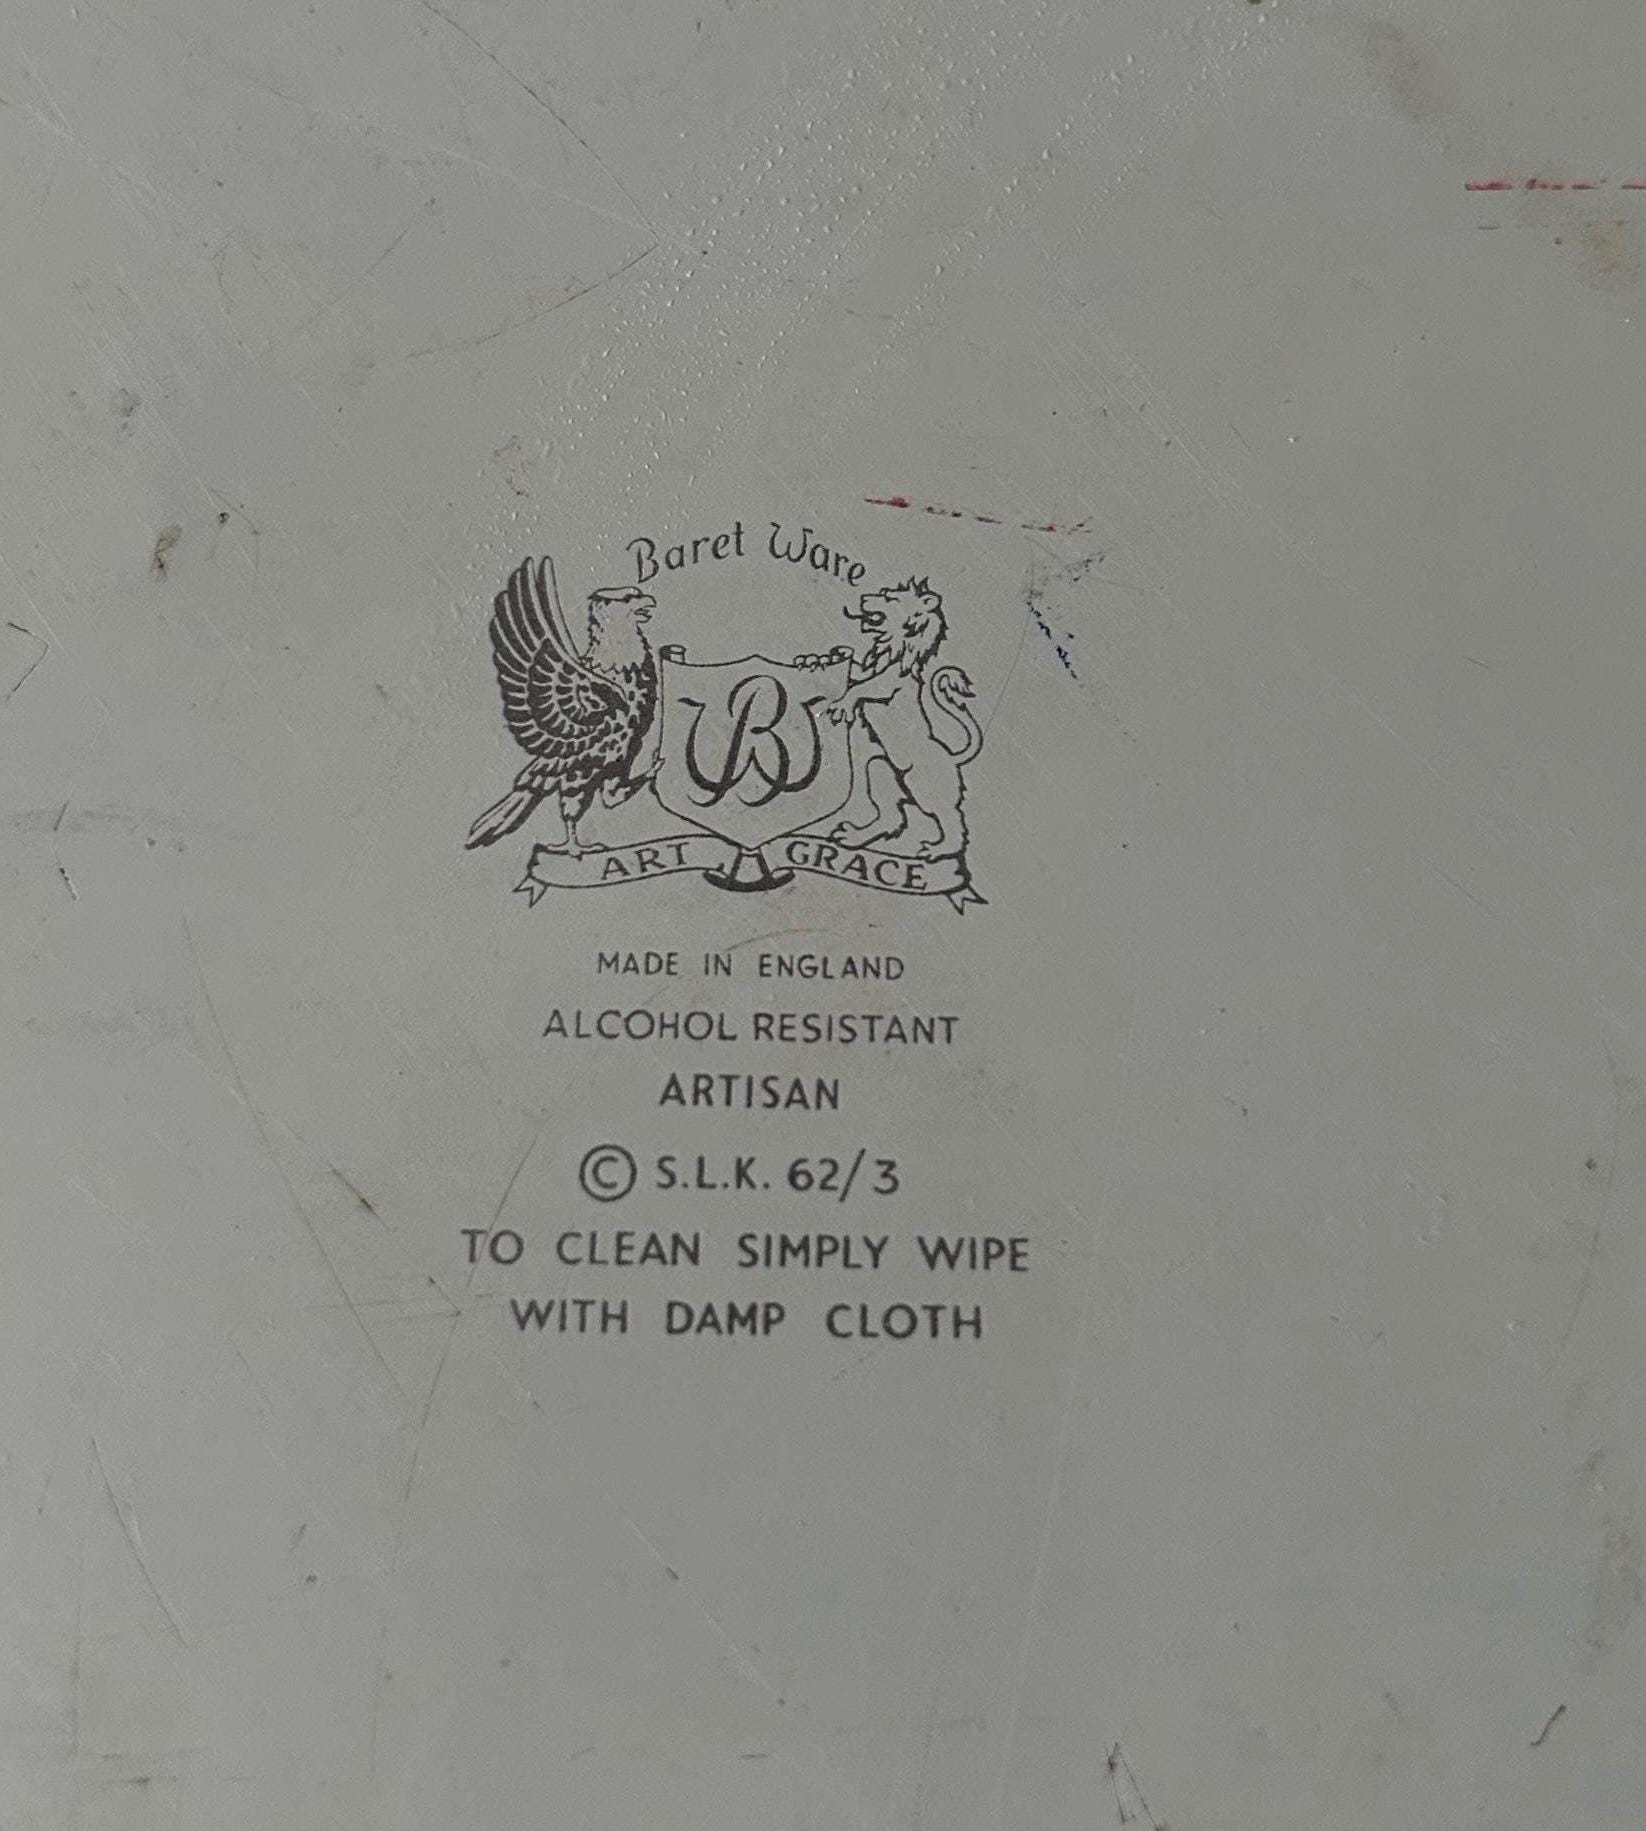 Baret Ware
BW
ART GRACE
MADE IN ENGLAND
ALCOHOL RESISTANT
ARTISAN
© S.L.K. 62/3
TO CLEAN SIMPLY WIPE
WITH DAMP CLOTH